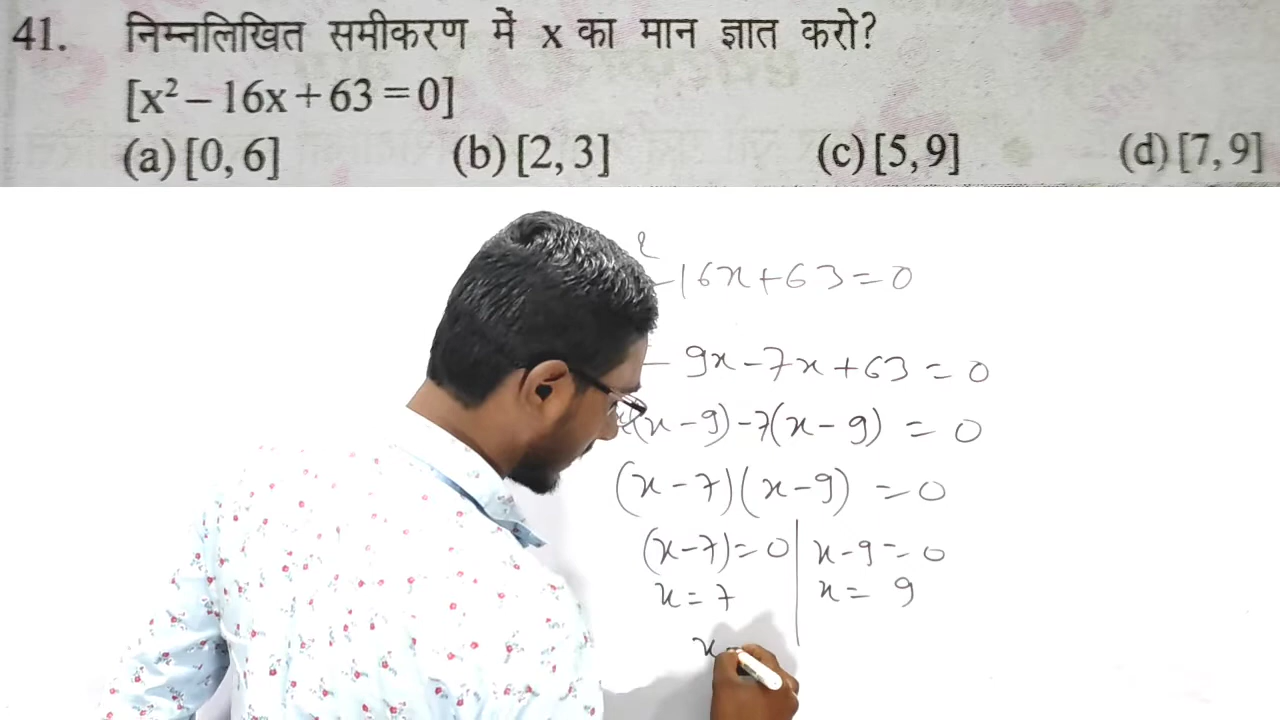 41. निम्नलिखित समीकरण में x का मान ज्ञात करो?
[x² – 16x + 63 = 0]
(a) [0, 6] (b) [2, 3] (c) [5, 9] (d) [7, 9]
² - 16x + 63 = 0
- 9x - 7x + 63 = 0
x(x - 9) - 7(x - 9) = 0
(x - 7)(x - 9) = 0
(x - 7) = 0 | x - 9 = 0
x = 7 | x = 9
x =